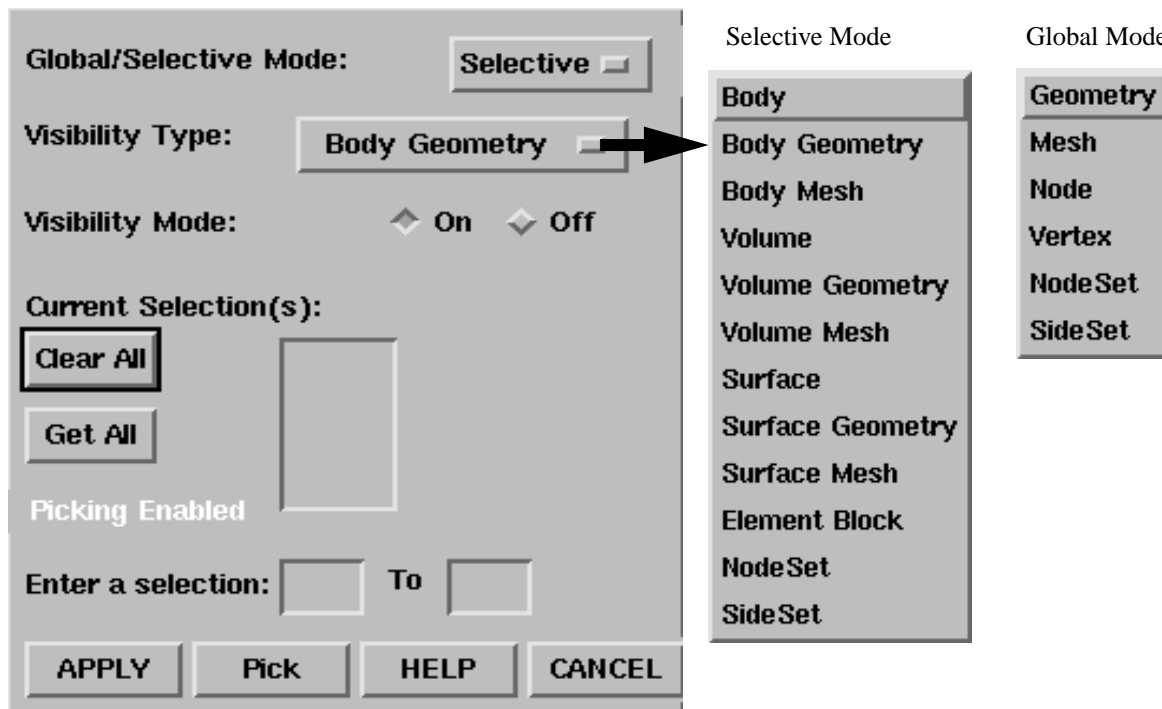 Global/Selective Mode: Selective
Visibility Type: Body Geometry
Visibility Mode: On Off
Current Selection(s):
Clear All
Get All
Picking Enabled
Enter a selection: To
APPLY Pick HELP CANCEL
Selective Mode
Body
Body Geometry
Body Mesh
Volume
Volume Geometry
Volume Mesh
Surface
Surface Geometry
Surface Mesh
Element Block
NodeSet
SideSet
Global Mode
Geometry
Mesh
Node
Vertex
NodeSet
SideSet